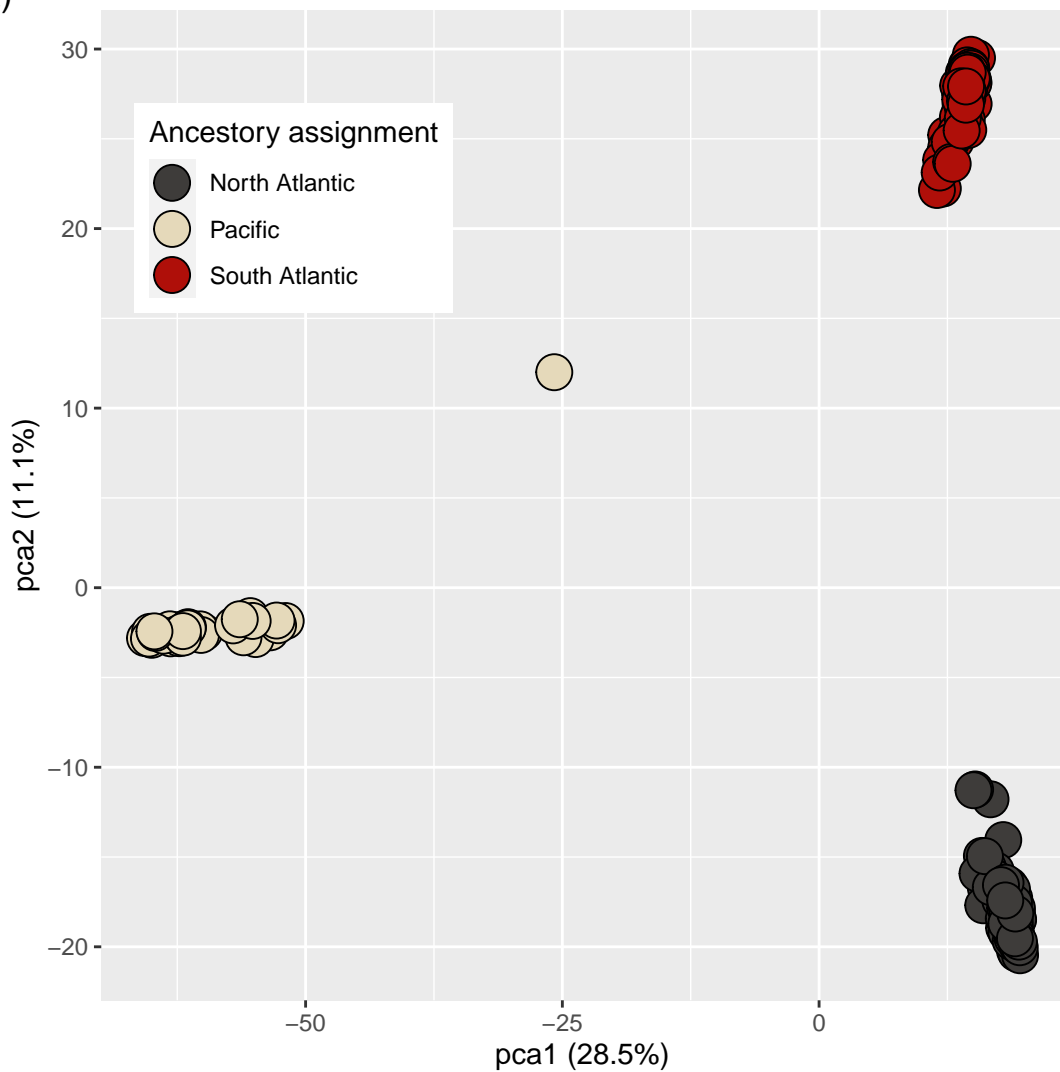 )
30
20
10
0
−10
−20
pca2 (11.1%)
Ancestory assignment
North Atlantic
Pacific
South Atlantic
−50
−25
0
pca1 (28.5%)